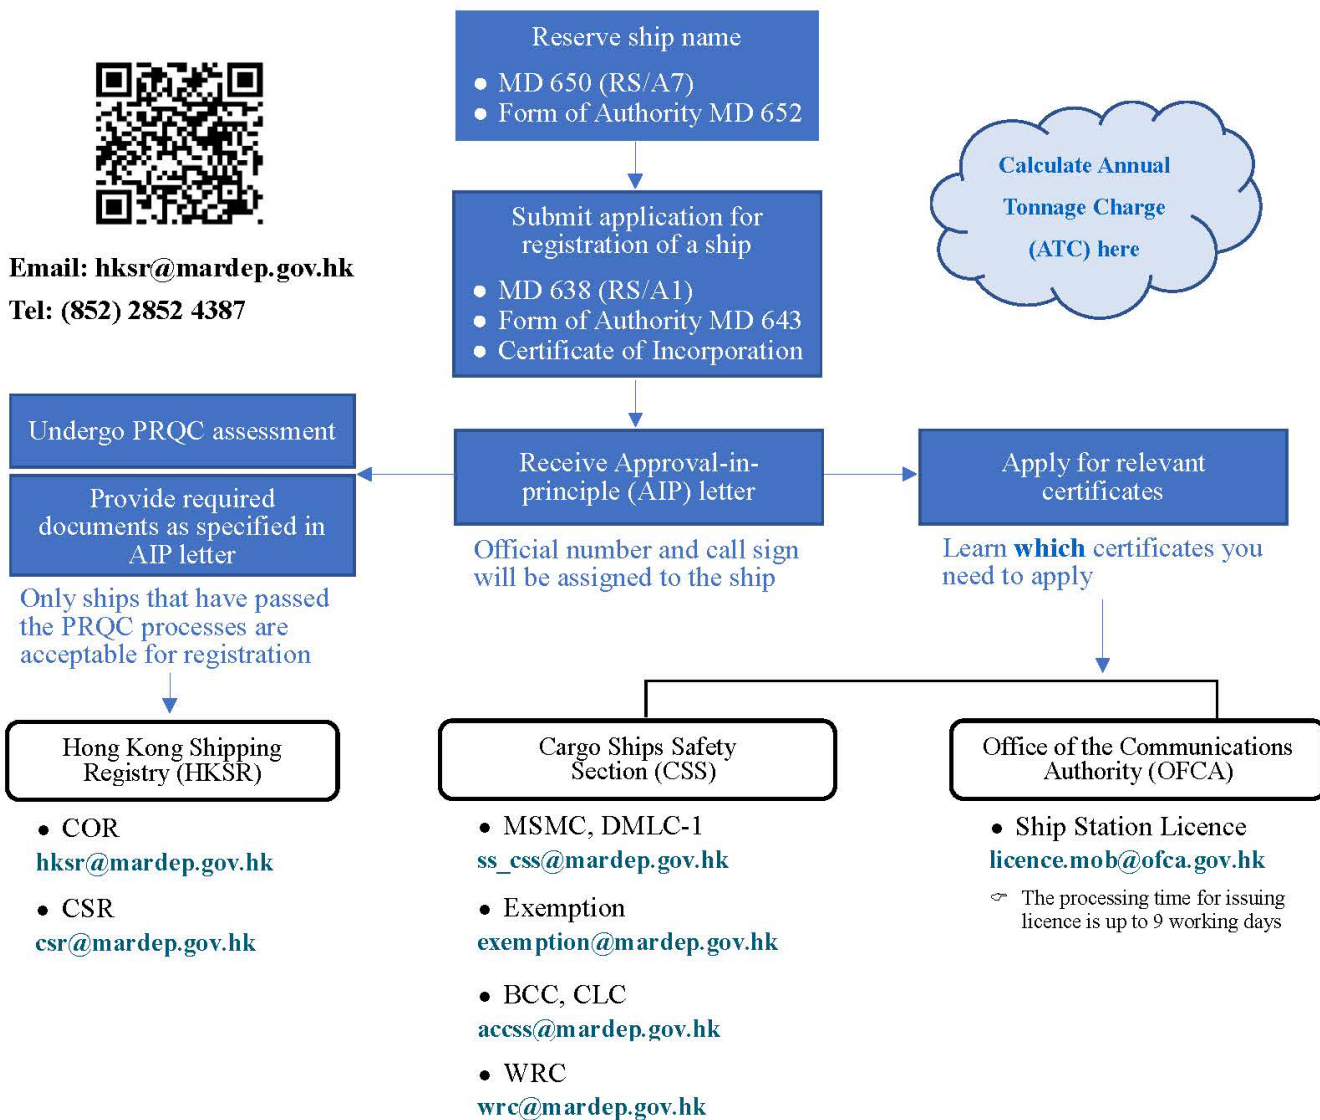 Reserve ship name
● MD 650 (RS/A7)
● Form of Authority MD 652
Email: hksr@mardep.gov.hk
Tel: (852) 2852 4387
Calculate Annual
Tonnage Charge
(ATC) here
Submit application for
registration of a ship
● MD 638 (RS/A1)
● Form of Authority MD 643
● Certificate of Incorporation
Undergo PRQC assessment
Provide required
documents as specified in
AIP letter
Only ships that have passed
the PRQC processes are
acceptable for registration
Receive Approval-in-
principle (AIP) letter
Official number and call sign
will be assigned to the ship
Apply for relevant
certificates
Learn which certificates you
need to apply
Hong Kong Shipping
Registry (HKSR)
● COR
hksr@mardep.gov.hk
● CSR
csr@mardep.gov.hk
Cargo Ships Safety
Section (CSS)
● MSMC, DMLC-1
ss_css@mardep.gov.hk
● Exemption
exemption@mardep.gov.hk
● BCC, CLC
accss@mardep.gov.hk
● WRC
wrc@mardep.gov.hk
Office of the Communications
Authority (OFCA)
● Ship Station Licence
licence.mob@ofca.gov.hk
☞ The processing time for issuing
licence is up to 9 working days